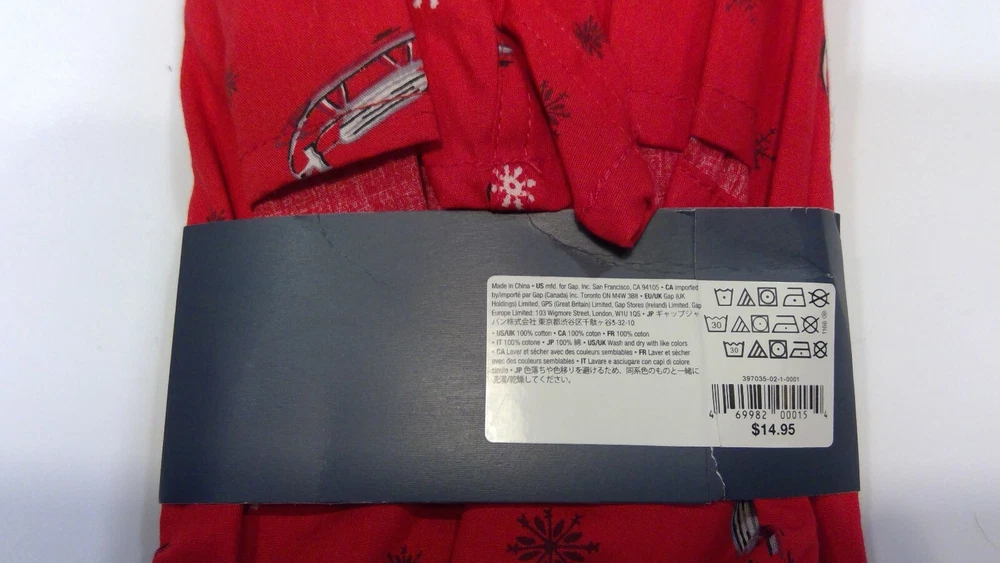 Made in China • US mfd. for Gap, Inc. San Francisco, CA 94105 • CA imported
by/importé par Gap (Canada) Inc. Toronto ON M4W 3B8 • EU/UK Gap (UK
Holdings) Limited, GPS (Great Britain) Limited, Gap Stores (Ireland) Limited, Gap
Europe Limited: 103 Wigmore Street, London, W1U 1QS • JP ギャップジャ
パン株式会社 東京都渋谷区千駄ヶ谷5-32-10
• US/UK 100% cotton • CA 100% cotton • FR 100% coton
• IT 100% cotone • JP 100% 綿 • US/UK Wash and dry with like colors
• CA Laver et sécher avec des couleurs semblables • FR Laver et sécher
avec des couleurs semblables • IT Lavare e asciugare con capi di colore
simile • JP 色落ちや色移りを避けるため、同系色のものと一緒に
洗濯/乾燥してください。
30
30
1160
397035-02-1-0001
4 69982 00015 4
$14.95